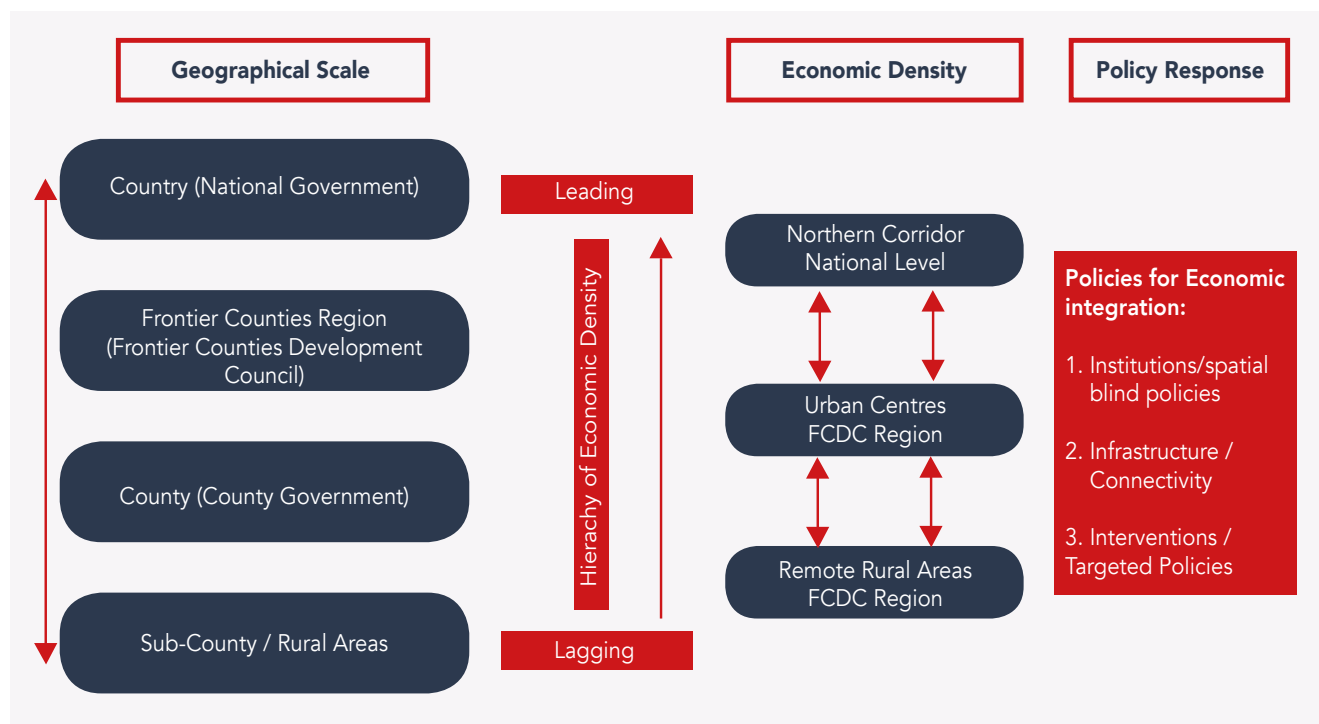 Geographical Scale
Economic Density
Policy Response
Country (National Government)
Frontier Counties Region
(Frontier Counties Development
Council)
County (County Government)
Sub-County / Rural Areas
Leading
Hierachy of Economic Density
Lagging
Northern Corridor
National Level
Urban Centres
FCDC Region
Remote Rural Areas
FCDC Region
Policies for Economic
integration:
1. Institutions/spatial
blind policies
2. Infrastructure /
Connectivity
3. Interventions /
Targeted Policies